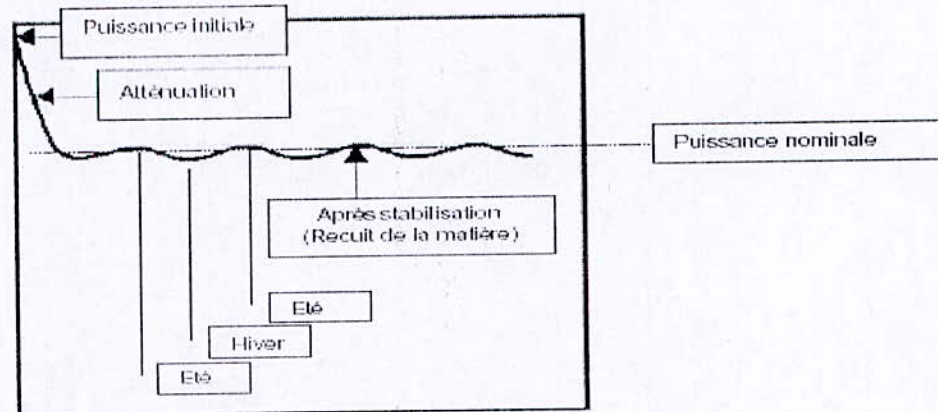 Puissance initiale
Atténuation
Puissance nominale
Après stabilisation
(Recuit de la matière)
Eté
Hiver
Eté